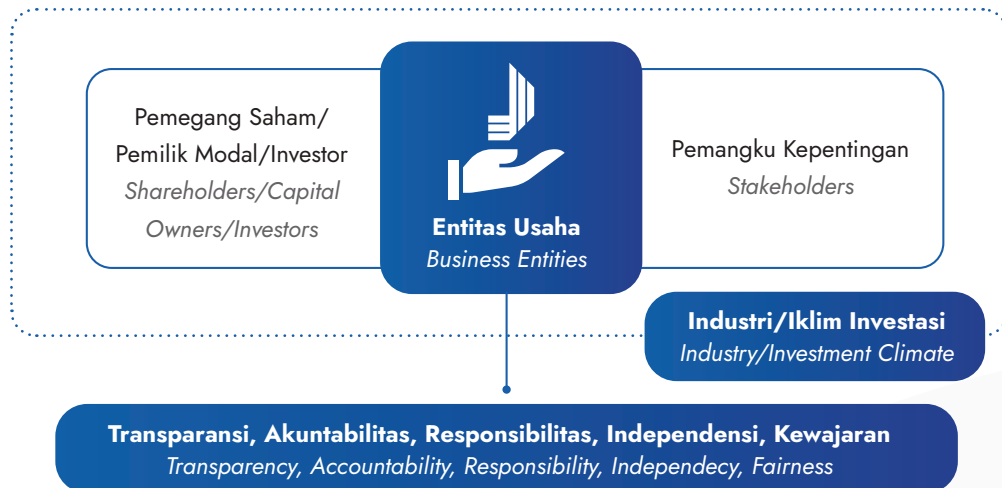 Pemegang Saham/
Pemilik Modal/Investor
Shareholders/Capital
Owners/Investors
Entitas Usaha
Business Entities
Pemangku Kepentingan
Stakeholders
Industri/Iklim Investasi
Industry/Investment Climate
Transparansi, Akuntabilitas, Responsibilitas, Independensi, Kewajaran
Transparency, Accountability, Responsibility, Independecy, Fairness